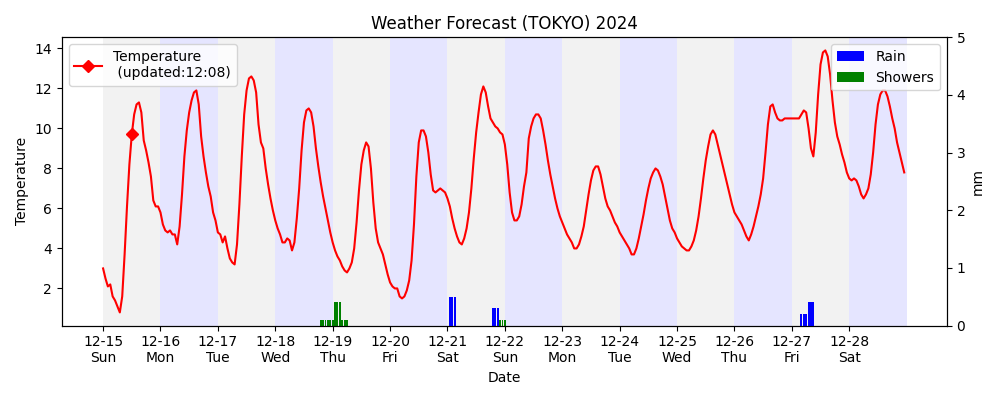 Weather Forecast (TOKYO) 2024
Temperature
(updated:12:08)
Rain
Showers
Temperature
14
12
10
8
6
4
2
5
4
3
2
1
0
mm
12-15 12-16 12-17 12-18 12-19 12-20 12-21 12-22 12-23 12-24 12-25 12-26 12-27 12-28
Sun Mon Tue Wed Thu Fri Sat Sun Mon Tue Wed Thu Fri Sat
Date